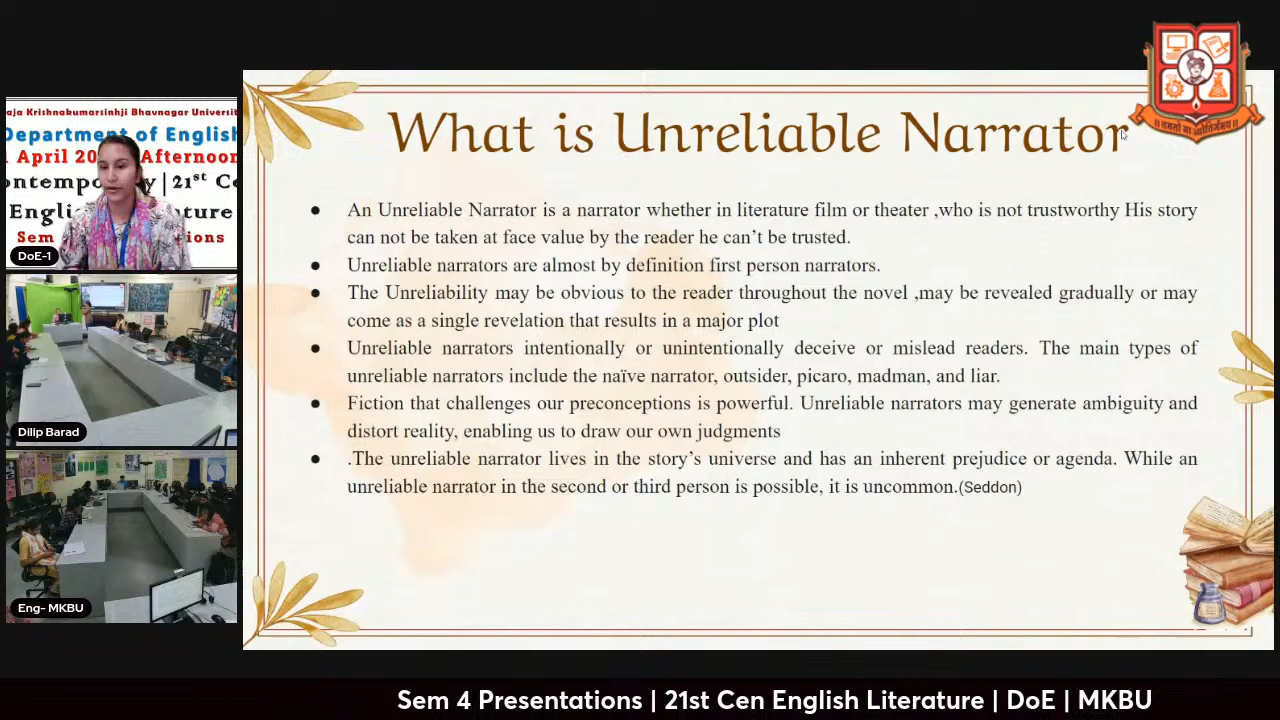 aja Krishnakumarsinhji Bhavnagar Universit
Department of English
April 20 Afternoon
ontempo y | 21st Ce
Engli ture
Sem ions
DoE-1
Dilip Barad
Eng- MKBU
What is Unreliable Narrator
● An Unreliable Narrator is a narrator whether in literature film or theater ,who is not trustworthy His story
can not be taken at face value by the reader he can’t be trusted.
● Unreliable narrators are almost by definition first person narrators.
● The Unreliability may be obvious to the reader throughout the novel ,may be revealed gradually or may
come as a single revelation that results in a major plot
● Unreliable narrators intentionally or unintentionally deceive or mislead readers. The main types of
unreliable narrators include the naïve narrator, outsider, picaro, madman, and liar.
● Fiction that challenges our preconceptions is powerful. Unreliable narrators may generate ambiguity and
distort reality, enabling us to draw our own judgments
● .The unreliable narrator lives in the story’s universe and has an inherent prejudice or agenda. While an
unreliable narrator in the second or third person is possible, it is uncommon.(Seddon)
Sem 4 Presentations | 21st Cen English Literature | DoE | MKBU